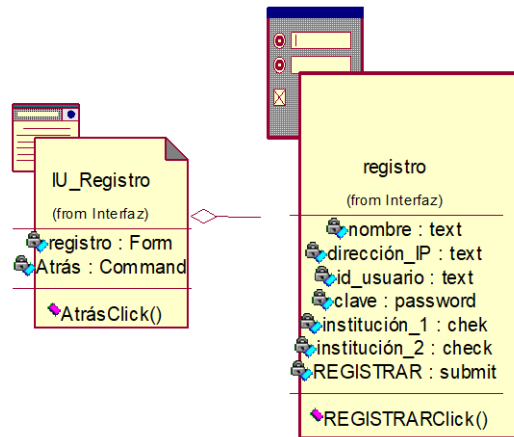 IU_Registro
(from Interfaz)
registro : Form
Atrás : Command
AtrásClick()
registro
(from Interfaz)
nombre : text
dirección_IP : text
id_usuario : text
clave : password
institución_1 : chek
institución_2 : check
REGISTRAR : submit
REGISTRARClick()